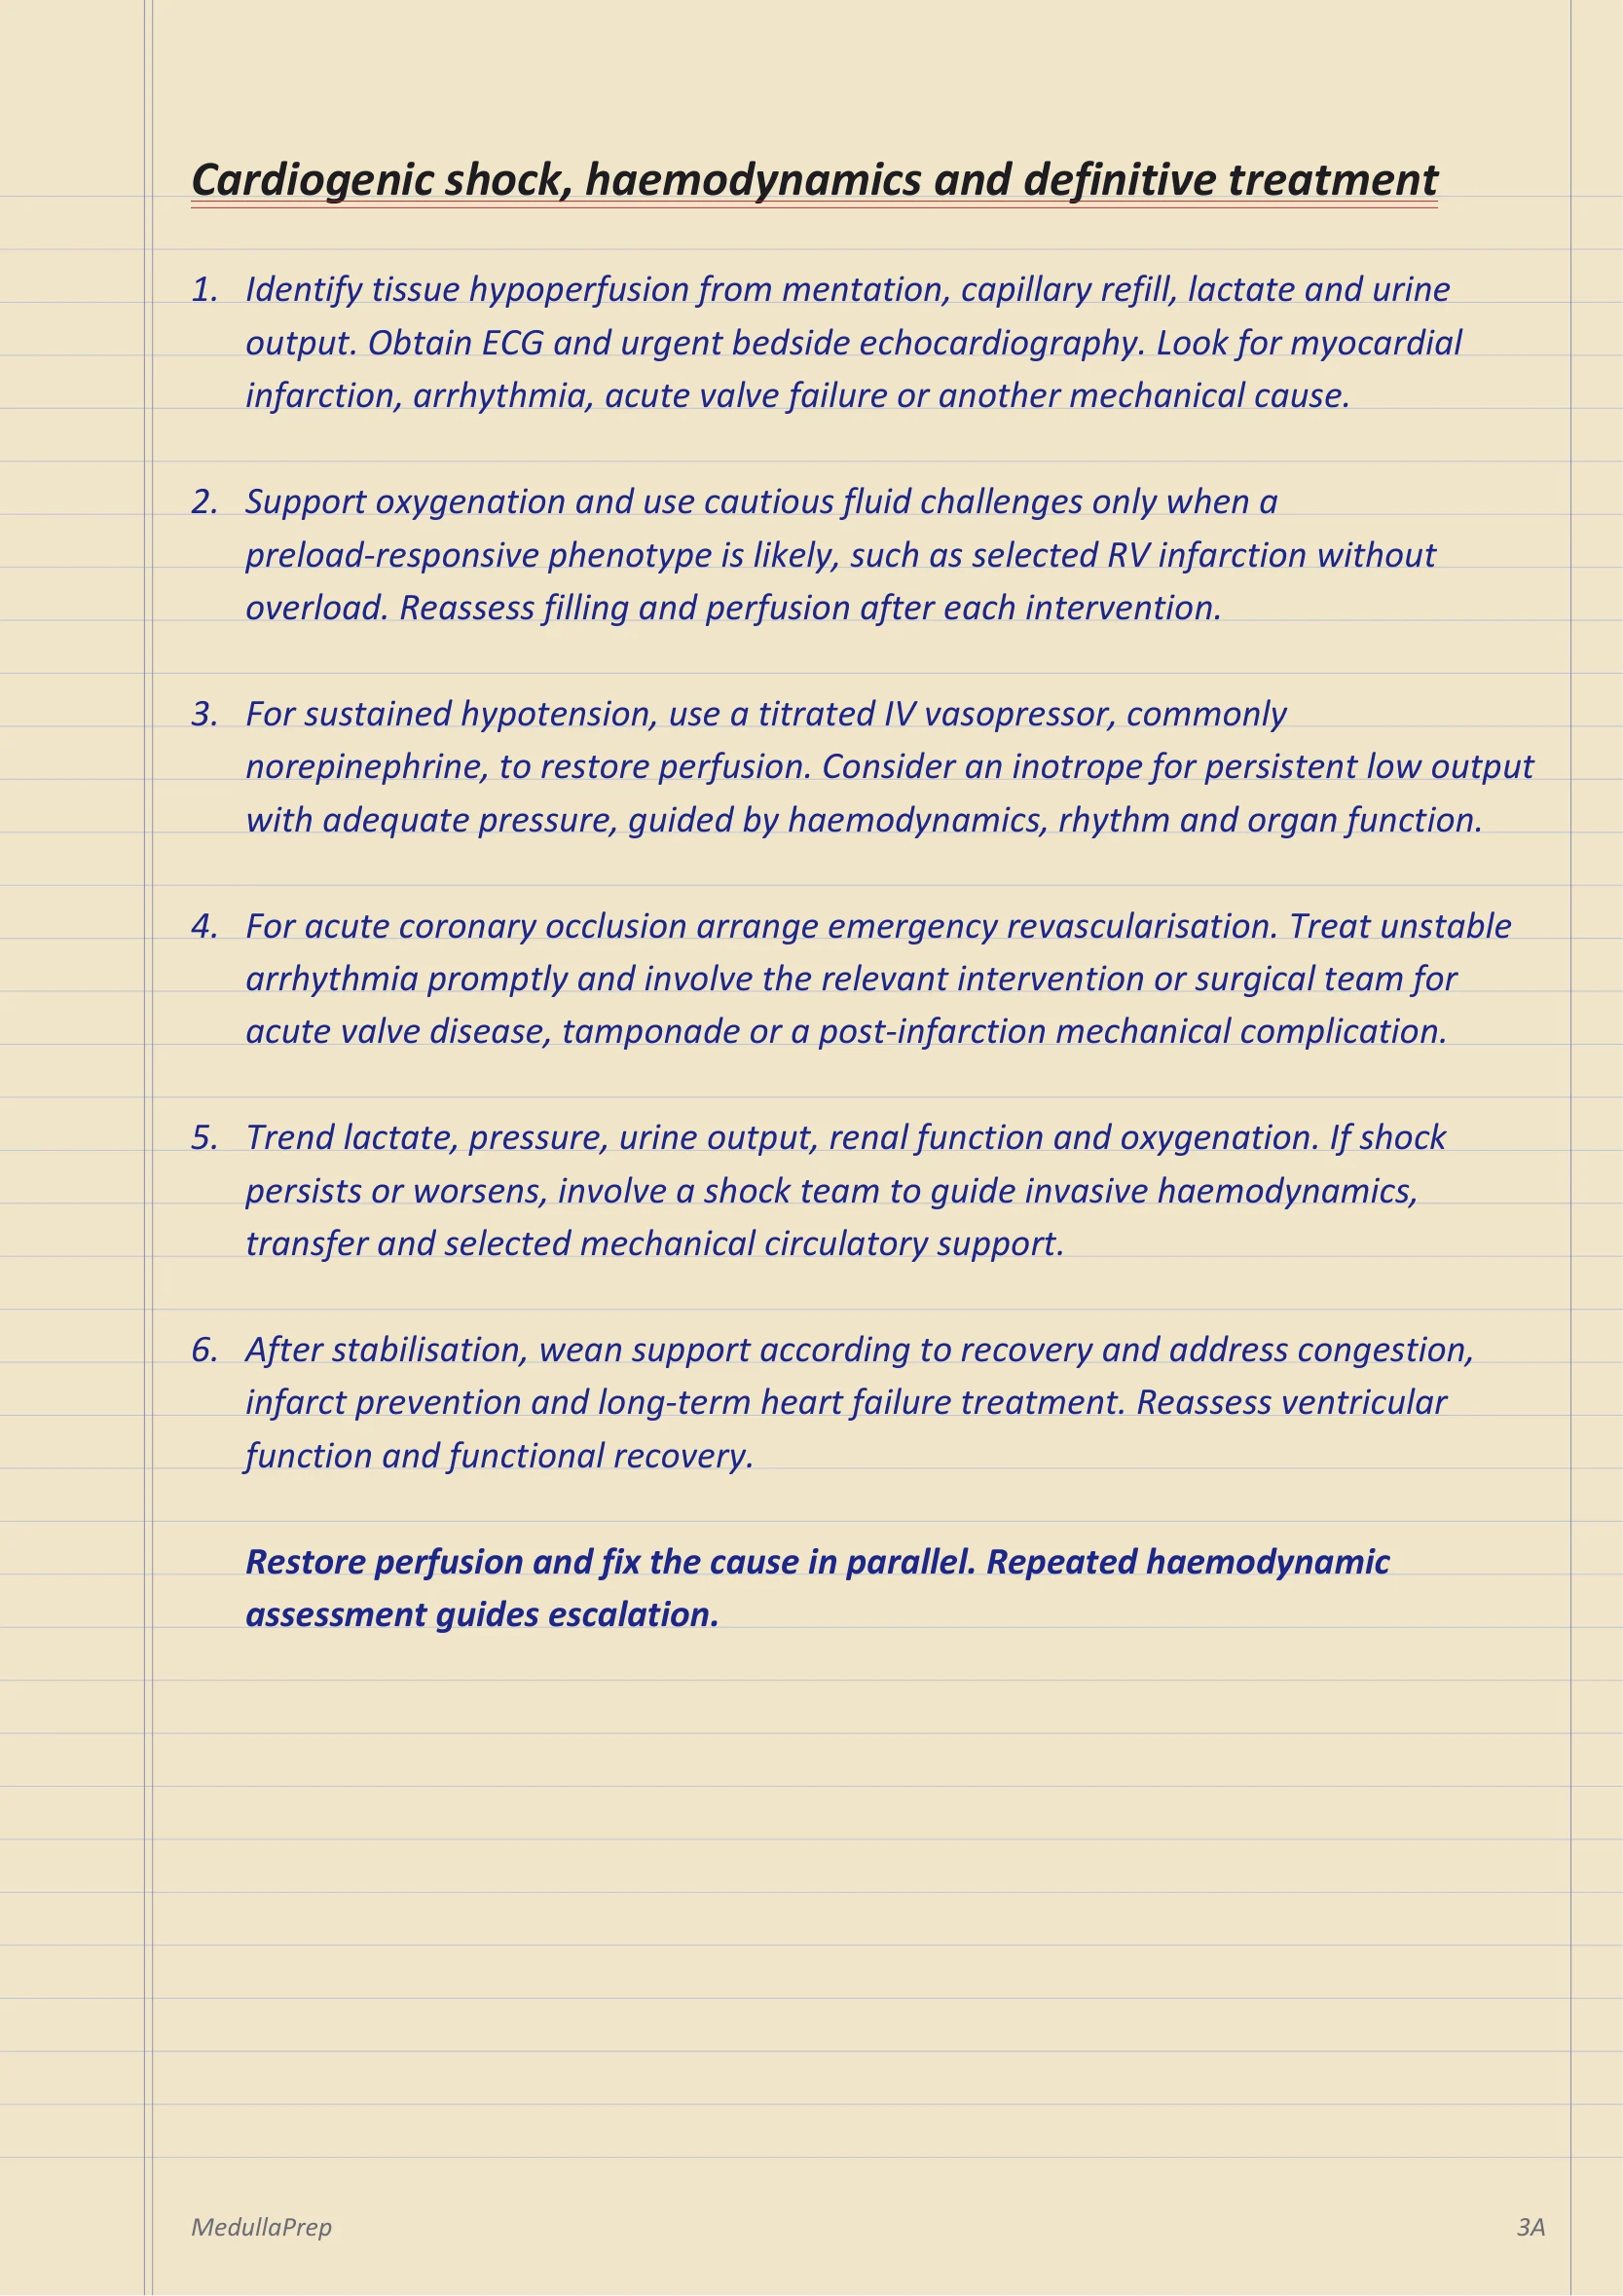 Cardiogenic shock, haemodynamics and definitive treatment
1. Identify tissue hypoperfusion from mentation, capillary refill, lactate and urine
output. Obtain ECG and urgent bedside echocardiography. Look for myocardial
infarction, arrhythmia, acute valve failure or another mechanical cause.
2. Support oxygenation and use cautious fluid challenges only when a
preload-responsive phenotype is likely, such as selected RV infarction without
overload. Reassess filling and perfusion after each intervention.
3. For sustained hypotension, use a titrated IV vasopressor, commonly
norepinephrine, to restore perfusion. Consider an inotrope for persistent low output
with adequate pressure, guided by haemodynamics, rhythm and organ function.
4. For acute coronary occlusion arrange emergency revascularisation. Treat unstable
arrhythmia promptly and involve the relevant intervention or surgical team for
acute valve disease, tamponade or a post-infarction mechanical complication.
5. Trend lactate, pressure, urine output, renal function and oxygenation. If shock
persists or worsens, involve a shock team to guide invasive haemodynamics,
transfer and selected mechanical circulatory support.
6. After stabilisation, wean support according to recovery and address congestion,
infarct prevention and long-term heart failure treatment. Reassess ventricular
function and functional recovery.
Restore perfusion and fix the cause in parallel. Repeated haemodynamic
assessment guides escalation.
MedullaPrep 3A